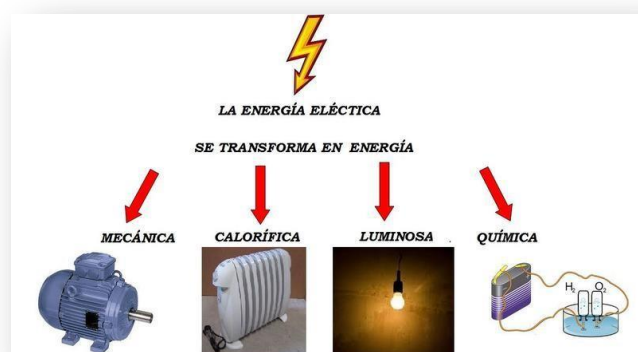 LA ENERGÍA ELÉCTICA
SE TRANSFORMA EN ENERGÍA
MECÁNICA CALORÍFICA LUMINOSA . QUÍMICA
H₂ O₂